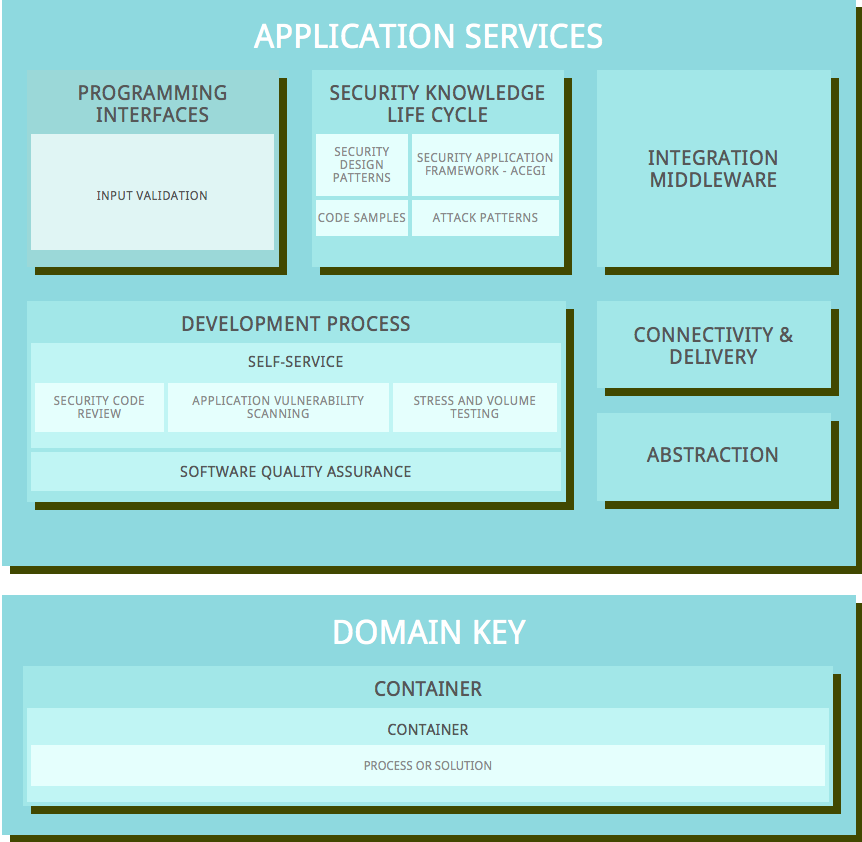 APPLICATION SERVICES
PROGRAMMING
INTERFACES
INPUT VALIDATION
SECURITY KNOWLEDGE
LIFE CYCLE
SECURITY
DESIGN
PATTERNS
SECURITY APPLICATION
FRAMEWORK - ACEGI
CODE SAMPLES
ATTACK PATTERNS
INTEGRATION
MIDDLEWARE
DEVELOPMENT PROCESS
SELF-SERVICE
SECURITY CODE
REVIEW
APPLICATION VULNERABILITY
SCANNING
STRESS AND VOLUME
TESTING
SOFTWARE QUALITY ASSURANCE
CONNECTIVITY &
DELIVERY
ABSTRACTION
DOMAIN KEY
CONTAINER
CONTAINER
PROCESS OR SOLUTION